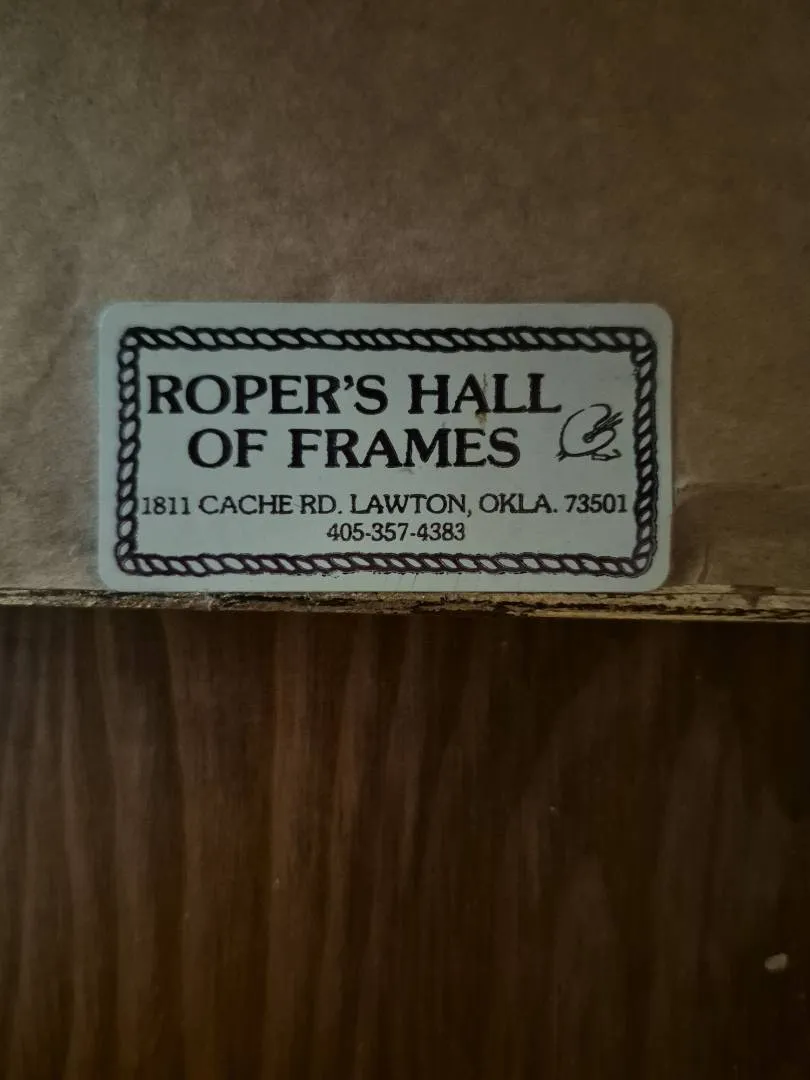 ROPER'S HALL
OF FRAMES
1811 CACHE RD. LAWTON, OKLA. 73501
405-357-4383